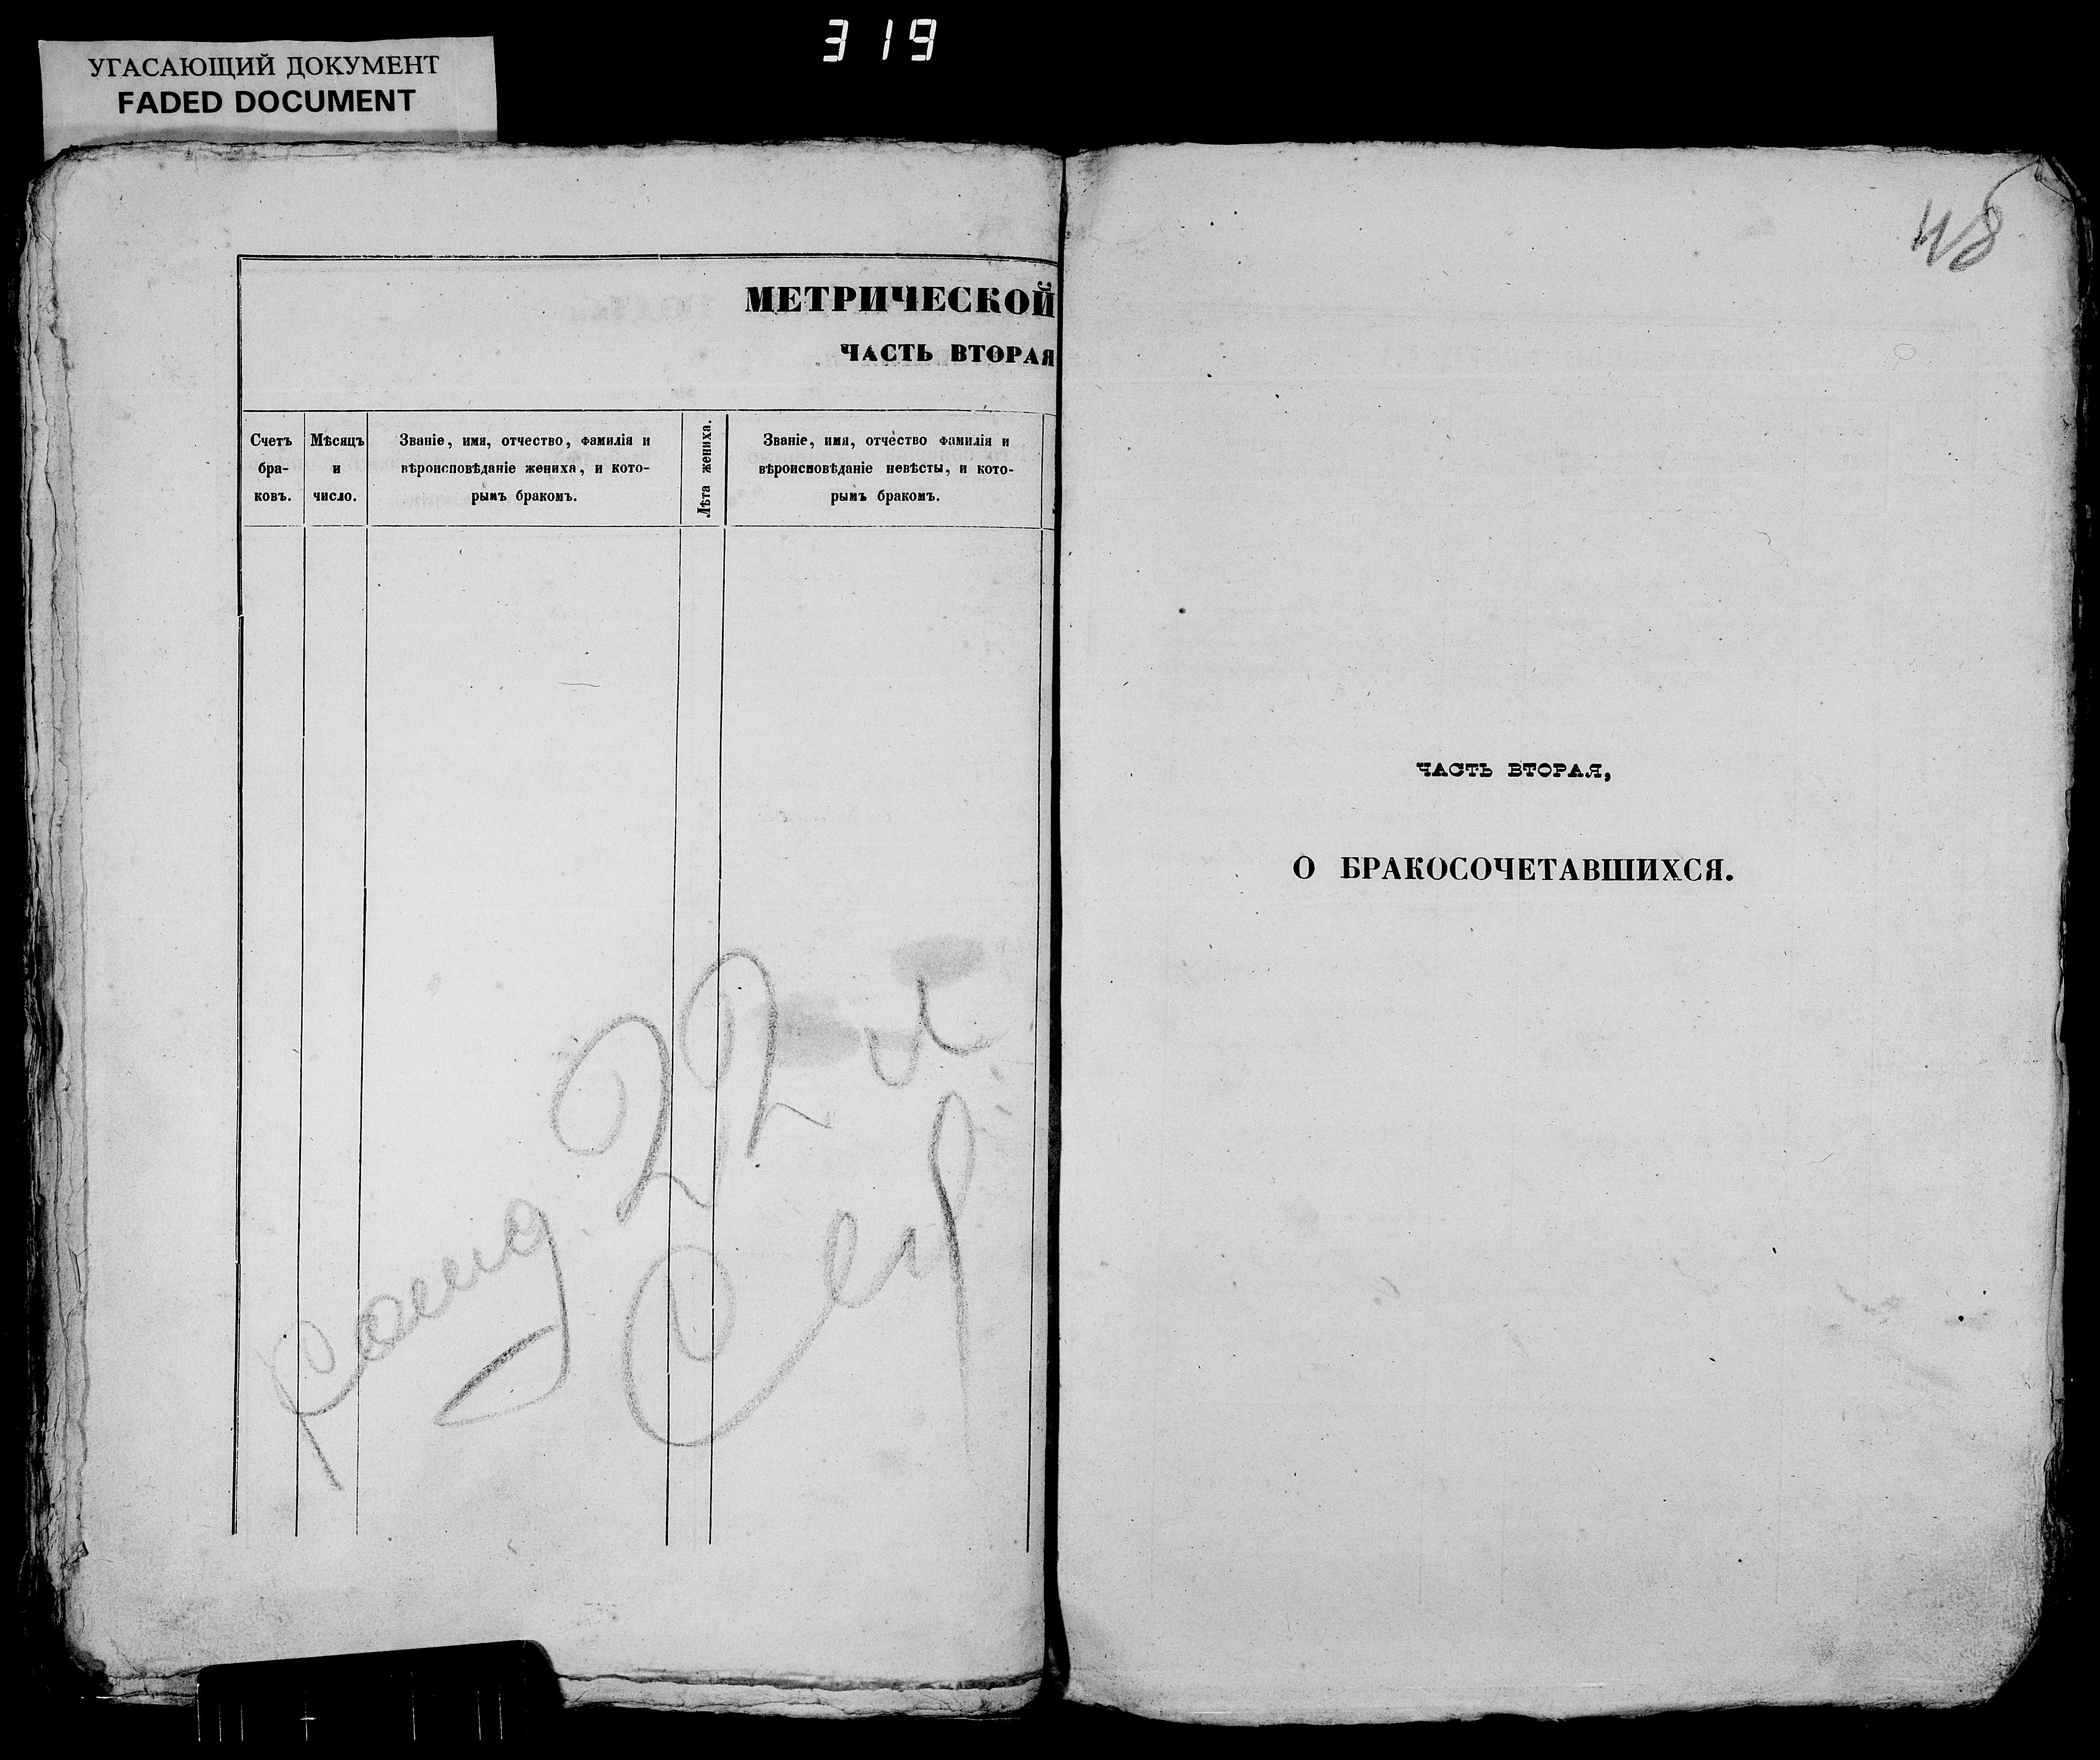 319
УГАСАЮЩИЙ ДОКУМЕНТ
FADED DOCUMENT
МЕТРИЧЕСКОЙ
ЧАСТЬ ВТОРАЯ
Счетъ бра- ковъ.
Мѣсяцъ и число.
Званіе, имя, отчество, фамилія и
вѣроисповѣданіе жениха, и кото-
рымъ бракомъ.
Лѣта жениха.
Званіе, имя, отчество фамилія и
вѣроисповѣданіе невѣсты, и кото-
рымъ бракомъ.
ЧАСТЬ ВТОРАЯ,
О БРАКОСОЧЕТАВШИХСЯ.